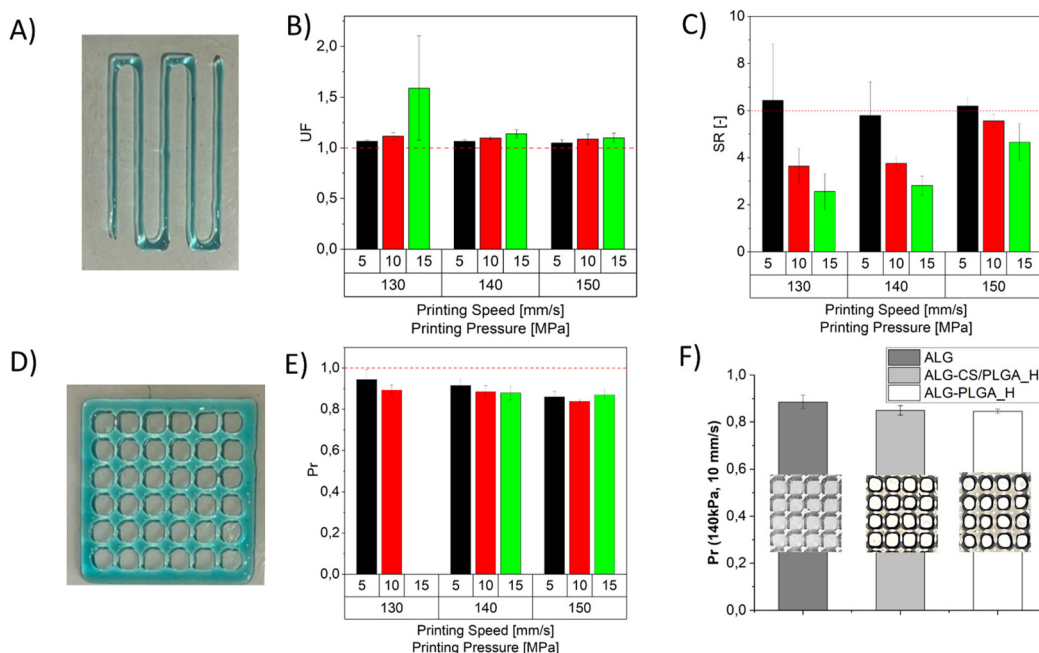 A)
B)
UF
2,0
1,5
1,0
0,5
0,0
5 10 15 5 10 15 5 10 15
130 140 150
Printing Speed [mm/s]
Printing Pressure [MPa]
C)
SR [-]
10
8
6
4
2
0
5 10 15 5 10 15 5 10 15
130 140 150
Printing Speed [mm/s]
Printing Pressure [MPa]
D)
E)
Pr
1,0
0,8
0,6
0,4
0,2
0,0
5 10 15 5 10 15 5 10 15
130 140 150
Printing Speed [mm/s]
Printing Pressure [MPa]
F)
ALG
ALG-CS/PLGA_H
ALG-PLGA_H
Pr (140kPa, 10 mm/s)
1,0
0,8
0,6
0,4
0,2
0,0